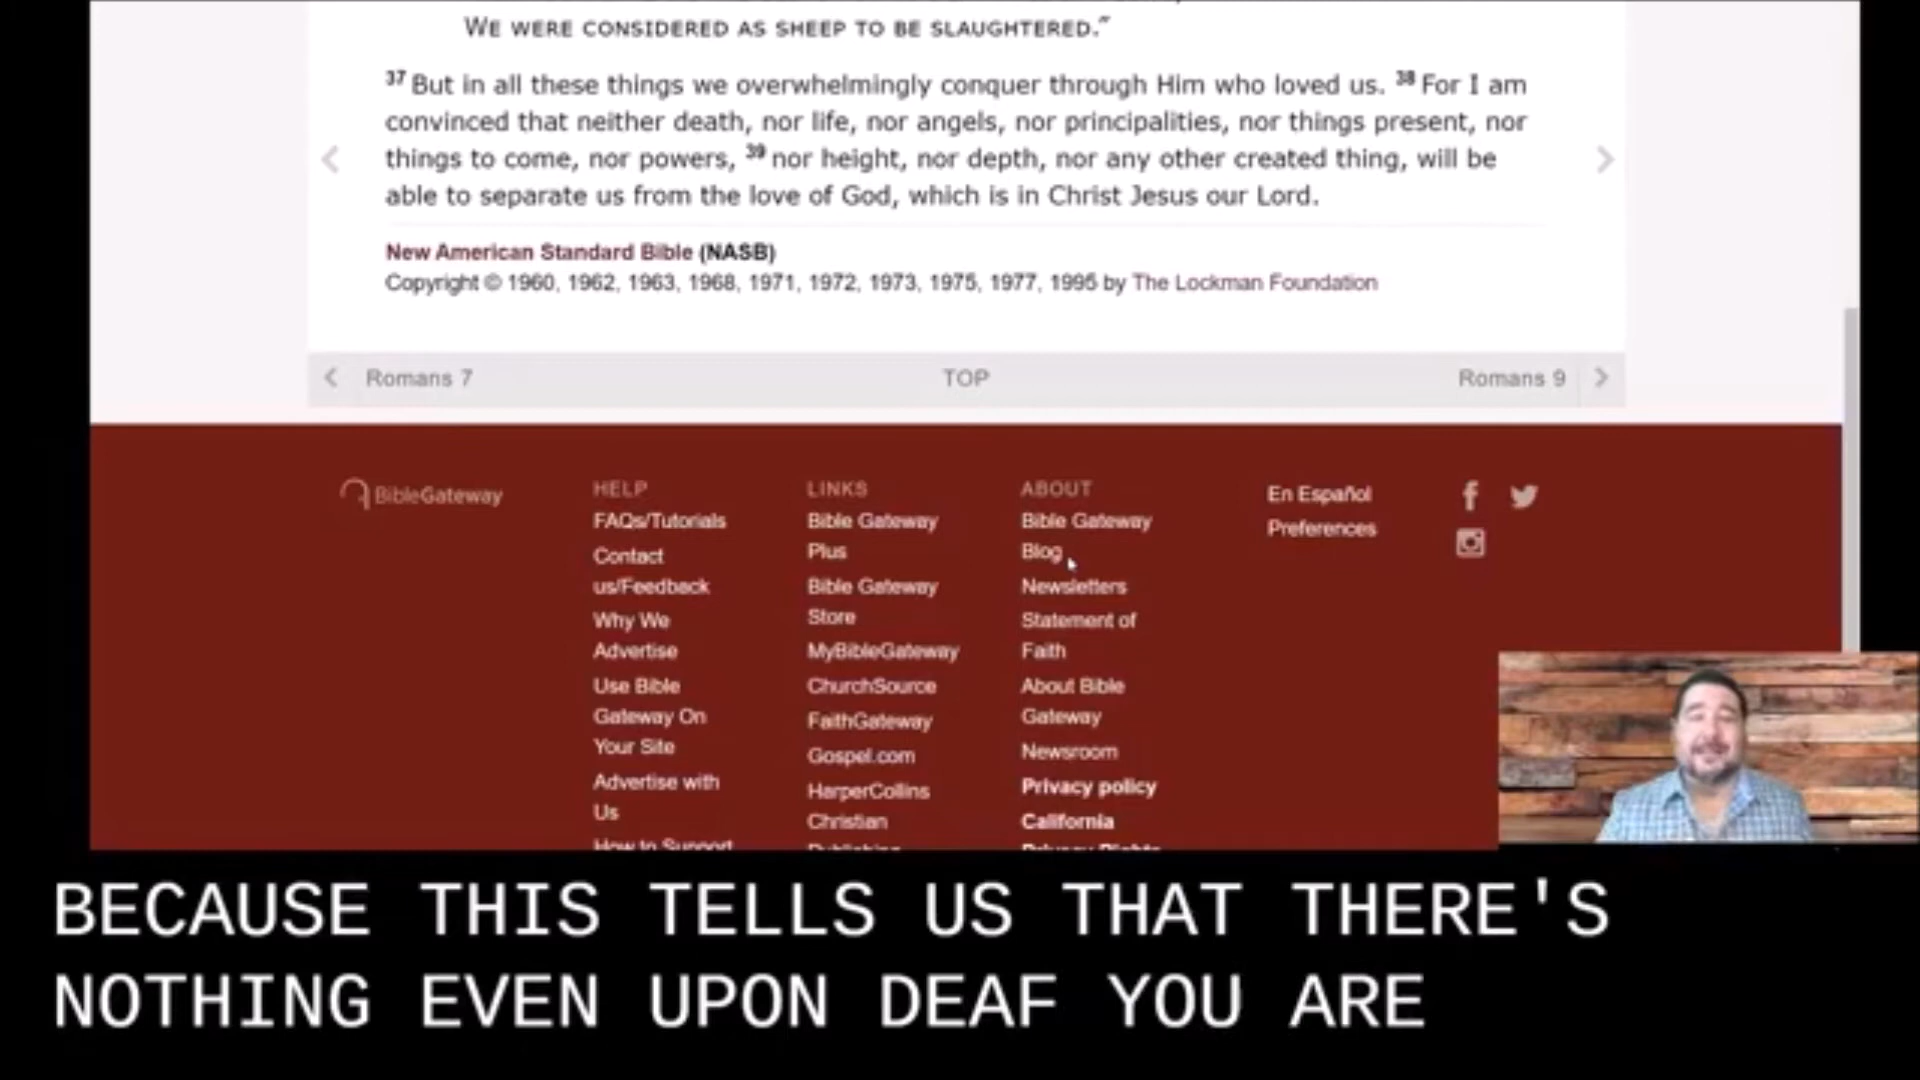 WE WERE CONSIDERED AS SHEEP TO BE SLAUGHTERED.”
37 But in all these things we overwhelmingly conquer through Him who loved us. 38 For I am
convinced that neither death, nor life, nor angels, nor principalities, nor things present, nor
things to come, nor powers, 39 nor height, nor depth, nor any other created thing, will be
able to separate us from the love of God, which is in Christ Jesus our Lord.
New American Standard Bible (NASB)
Copyright © 1960, 1962, 1963, 1968, 1971, 1972, 1973, 1975, 1977, 1995 by The Lockman Foundation
Romans 7
TOP
Romans 9
BibleGateway
HELP
FAQs/Tutorials
Contact
us/Feedback
Why We
Advertise
Use Bible
Gateway On
Your Site
Advertise with
Us
How to Support
LINKS
Bible Gateway
Plus
Bible Gateway
Store
MyBibleGateway
ChurchSource
FaithGateway
Gospel.com
HarperCollins
Christian
Publishing
ABOUT
Bible Gateway
Blog
Newsletters
Statement of
Faith
About Bible
Gateway
Newsroom
Privacy policy
California
Privacy Rights
En Español
Preferences
BECAUSE THIS TELLS US THAT THERE'S
NOTHING EVEN UPON DEAF YOU ARE